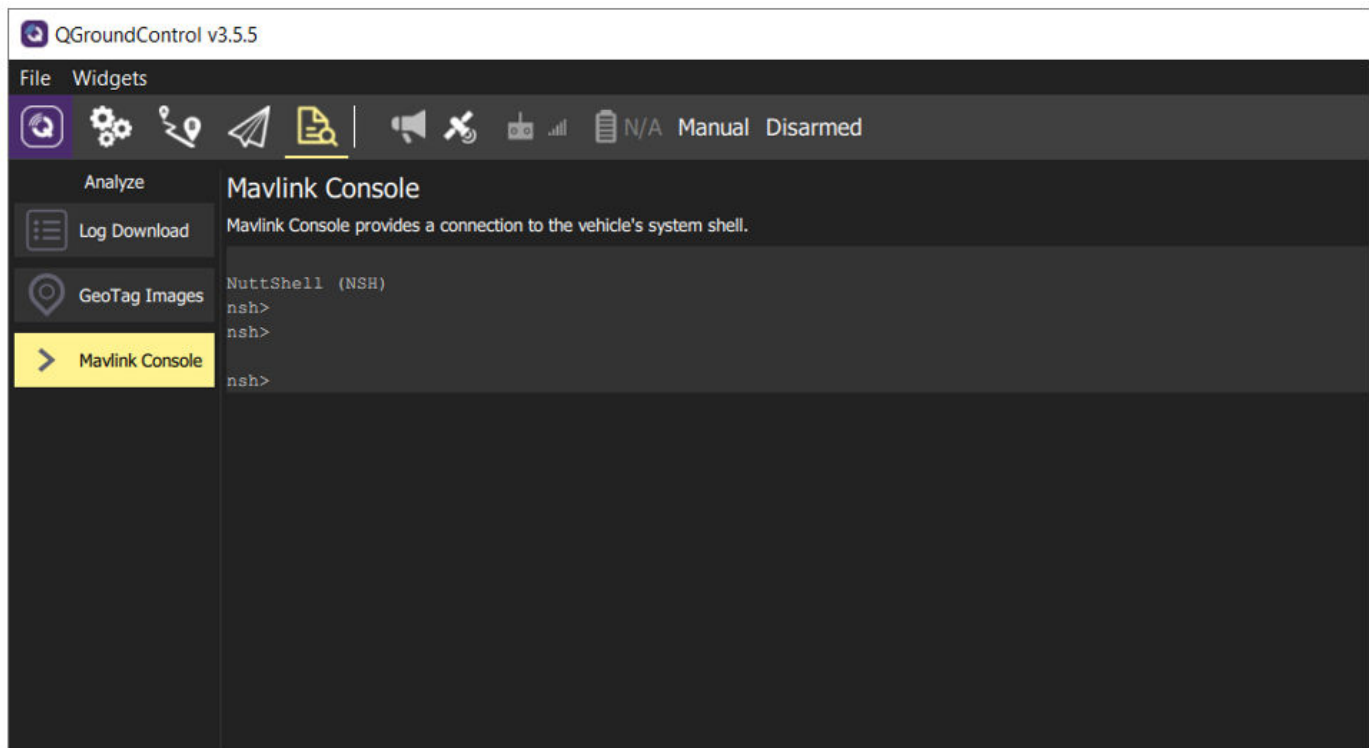 QGroundControl v3.5.5
File Widgets
N/A Manual Disarmed
Analyze
Log Download
GeoTag Images
Mavlink Console
Mavlink Console
Mavlink Console provides a connection to the vehicle's system shell.
NuttShell (NSH)
nsh>
nsh>
nsh>